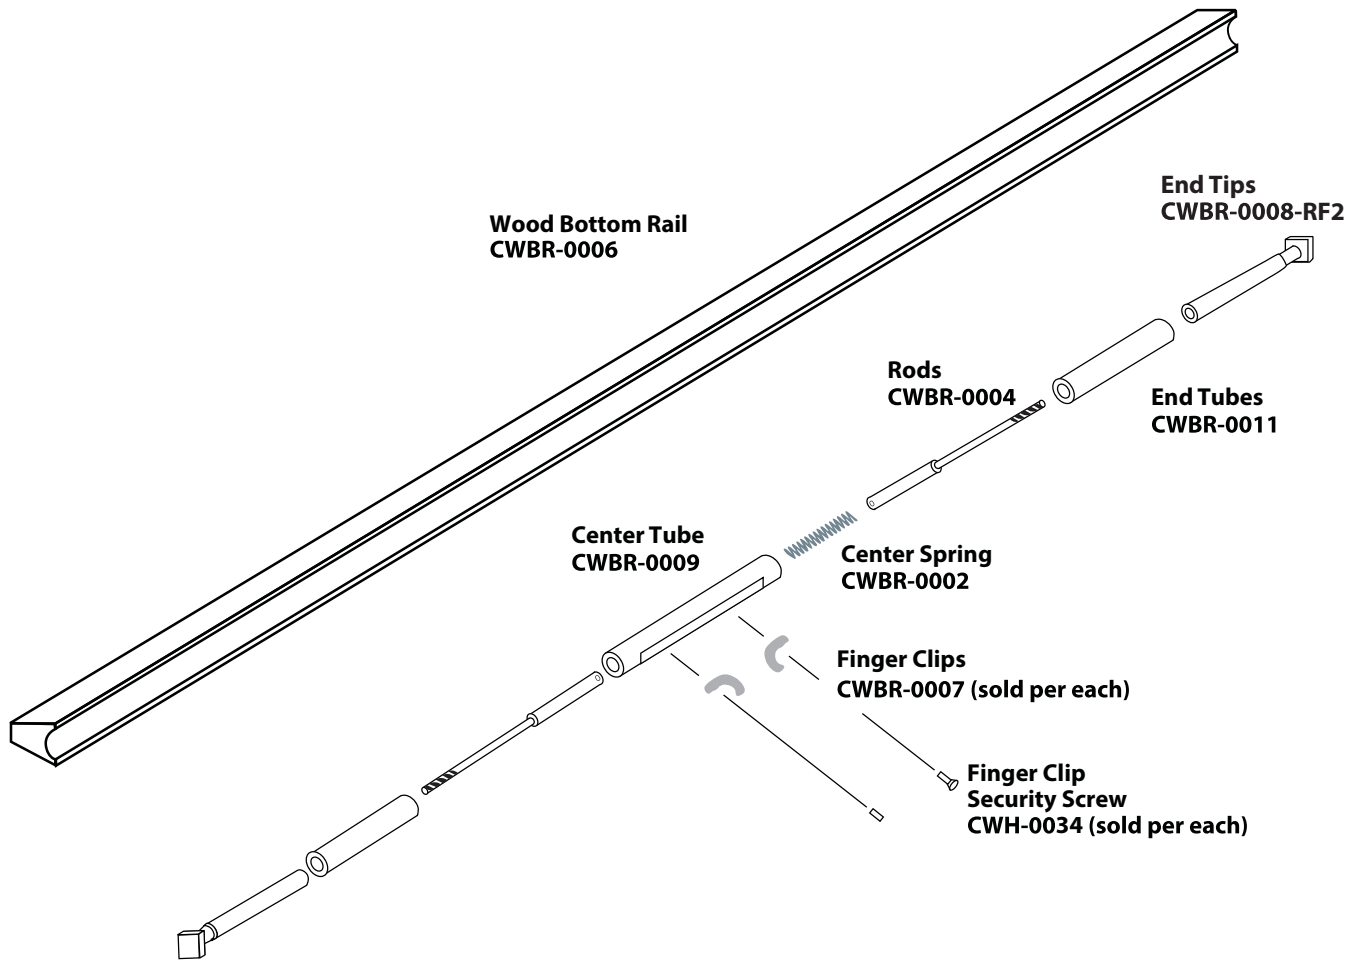 End Tips
CWBR-0008-RF2
Wood Bottom Rail
CWBR-0006
Rods
CWBR-0004
End Tubes
CWBR-0011
Center Tube
CWBR-0009
Center Spring
CWBR-0002
Finger Clips
CWBR-0007 (sold per each)
Finger Clip
Security Screw
CWH-0034 (sold per each)